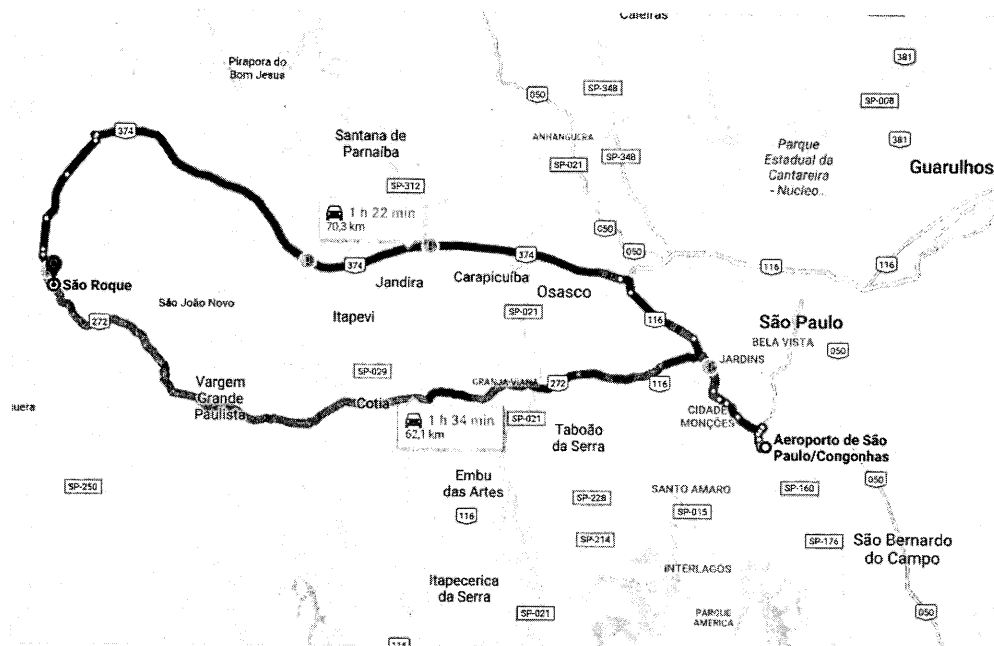 Caieiras
381
Pirapora do
Bom Jesus
050
SP-348
SP-008
374
Santana de
Parnaíba
ANHANGUERA
SP-021
SP-348
381
Parque
Estadual da
Cantareira
- Núcleo...
Guarulhos
SP-312
1 h 22 min
70,3 km
050
050
374
374
116
116
São Roque
Jandira
Carapicuíba
Osasco
São João Novo
272
Itapevi
SP-021
116
São Paulo
BELA VISTA
050
JARDINS
SP-029
GRANJA VIANA
272
116
Vargem
Grande
Paulista
Cotia
uera
1 h 34 min
62,1 km
SP-021
Taboão
da Serra
CIDADE
MONÇÕES
Aeroporto de São
Paulo/Congonhas
SP-250
Embu
das Artes
SANTO AMARO
SP-160
050
SP-228
116
SP-015
SP-214
SP-176
São Bernardo
do Campo
INTERLAGOS
Itapecerica
da Serra
SP-021
PARQUE
AMERICA
050
116